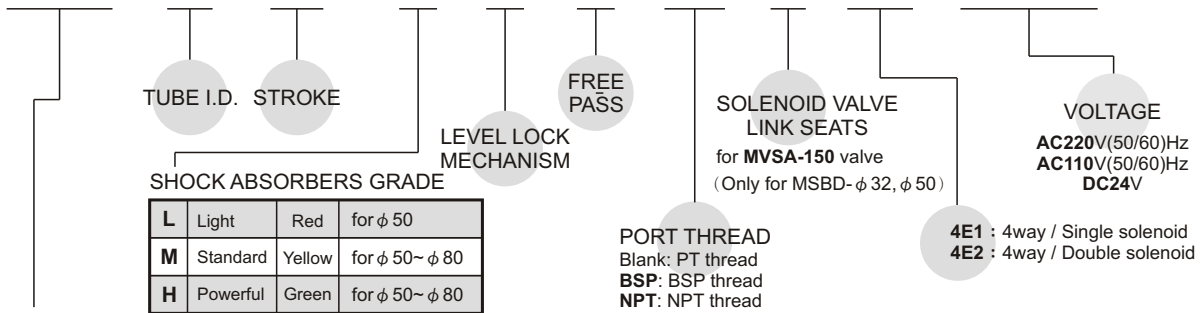 TUBE I.D.
STROKE
LEVEL LOCK
MECHANISM
FREE
PASS
SOLENOID VALVE
LINK SEATS
for MVSA-150 valve
（Only for MSBD-ϕ32,ϕ50）
VOLTAGE
AC220V(50/60)Hz
AC110V(50/60)Hz
DC24V
SHOCK ABSORBERS GRADE
L Light Red for ϕ50
M Standard Yellow for ϕ50~ϕ80
H Powerful Green for ϕ50~ϕ80
PORT THREAD
Blank: PT thread
BSP: BSP thread
NPT: NPT thread
4E1：4way / Single solenoid
4E2：4way / Double solenoid